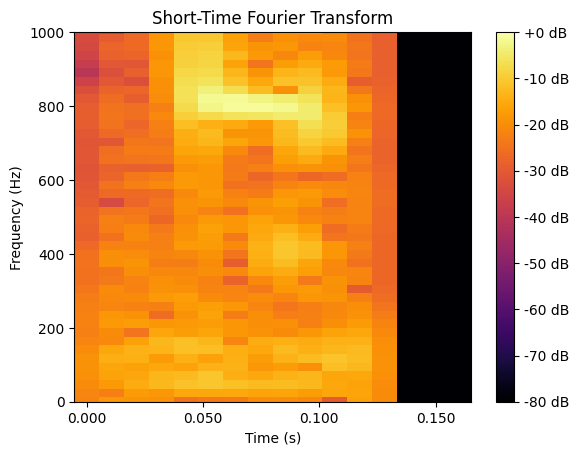 Short-Time Fourier Transform
1000
800
600
400
200
0
Frequency (Hz)
0.000
0.050
0.100
0.150
Time (s)
+0 dB
-10 dB
-20 dB
-30 dB
-40 dB
-50 dB
-60 dB
-70 dB
-80 dB